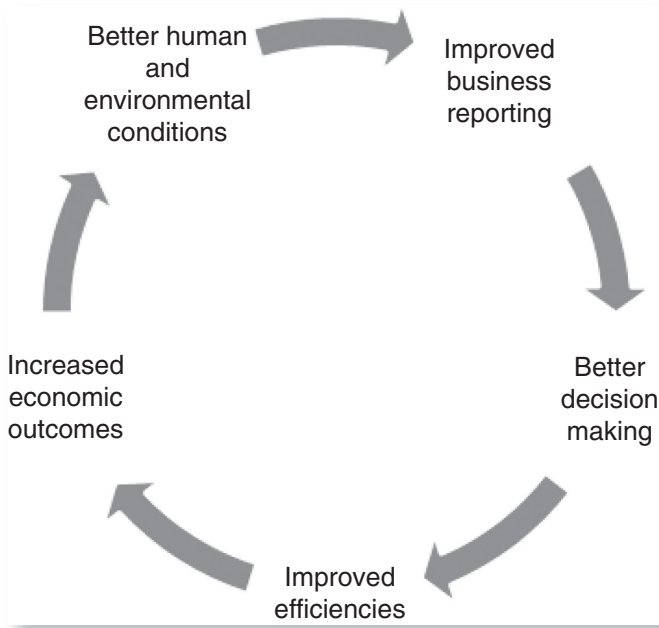 Better human
and
environmental
conditions
Improved
business
reporting
Better
decision
making
Improved
efficiencies
Increased
economic
outcomes